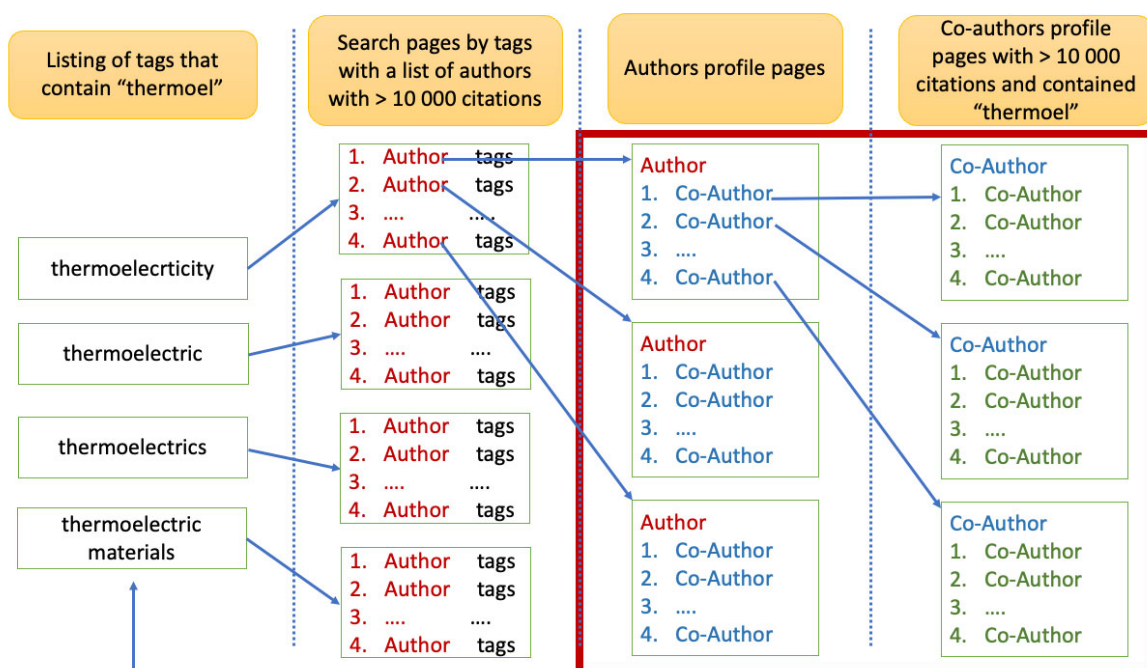 Listing of tags that
contain “thermoel”
Search pages by tags
with a list of authors
with > 10 000 citations
Authors profile pages
Co-authors profile
pages with > 10 000
citations and contained
“thermoel”
thermoelecrticity
thermoelectric
thermoelectrics
thermoelectric
materials
1. Author tags
2. Author tags
3. .... .....
4. Author tags
1. Author tags
2. Author tags
3. .... ....
4. Author tags
1. Author tags
2. Author tags
3. .... ....
4. Author tags
1. Author tags
2. Author tags
3. .... ....
4. Author tags
Author
1. Co-Author
2. Co-Author
3. ....
4. Co-Author
Author
1. Co-Author
2. Co-Author
3. ....
4. Co-Author
Author
1. Co-Author
2. Co-Author
3. ....
4. Co-Author
Co-Author
1. Co-Author
2. Co-Author
3. ....
4. Co-Author
Co-Author
1. Co-Author
2. Co-Author
3. ....
4. Co-Author
Co-Author
1. Co-Author
2. Co-Author
3. ....
4. Co-Author